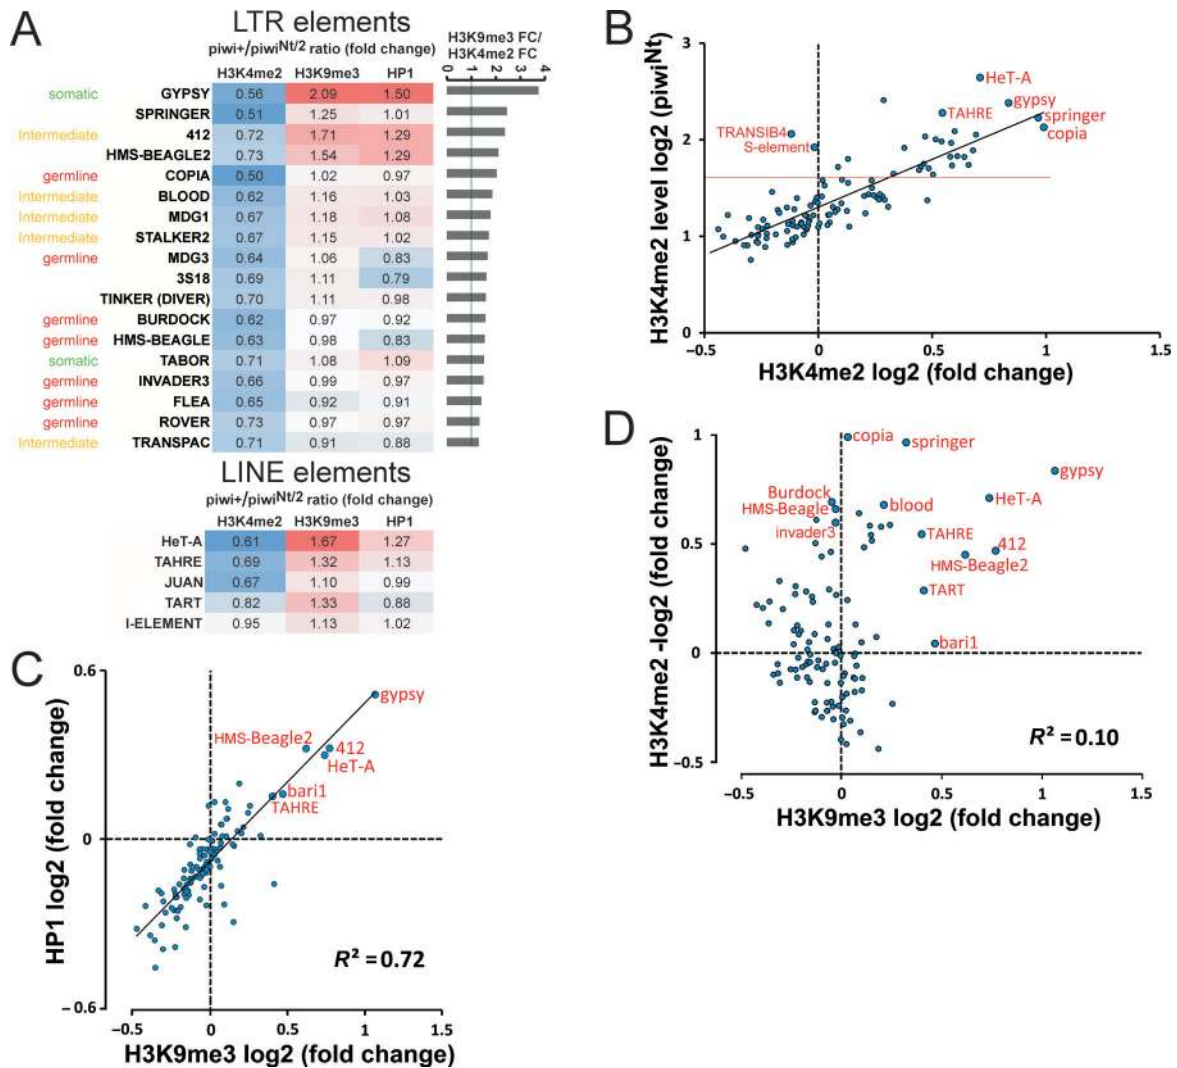 A
LTR elements
piwi+/piwiNt/2 ratio (fold change)
H3K9me3 FC/
H3K4me2 FC
H3K4me2 H3K9me3 HP1
0 1 2 3 4
somatic GYPSY 0.56 2.09 1.50
SPRINGER 0.51 1.25 1.01
Intermediate 412 0.72 1.71 1.29
HMS-BEAGLE2 0.73 1.54 1.29
germline COPIA 0.50 1.02 0.97
Intermediate BLOOD 0.62 1.16 1.03
Intermediate MDG1 0.67 1.18 1.08
Intermediate STALKER2 0.67 1.15 1.02
germline MDG3 0.64 1.06 0.83
3S18 0.69 1.11 0.79
TINKER (DIVER) 0.70 1.11 0.98
germline BURDOCK 0.62 0.97 0.92
germline HMS-BEAGLE 0.63 0.98 0.83
somatic TABOR 0.71 1.08 1.09
germline INVADER3 0.66 0.99 0.97
germline FLEA 0.65 0.92 0.91
germline ROVER 0.73 0.97 0.97
Intermediate TRANSPAC 0.71 0.91 0.88
LINE elements
piwi+/piwiNt/2 ratio (fold change)
H3K4me2 H3K9me3 HP1
HeT-A 0.61 1.67 1.27
TAHRE 0.69 1.32 1.13
JUAN 0.67 1.10 0.99
TART 0.82 1.33 0.88
I-ELEMENT 0.95 1.13 1.02
B
H3K4me2 level log2 (piwiNt)
3
2
1
0
HeT-A
gypsy
TAHRE
springer
copia
TRANSIB4
S-element
−0.5 0 0.5 1 1.5
H3K4me2 log2 (fold change)
C
HP1 log2 (fold change)
0.6
0
−0.6
gypsy
HMS-Beagle2
412
HeT-A
bari1
TAHRE
R² = 0.72
−0.5 0 0.5 1 1.5
H3K9me3 log2 (fold change)
D
H3K4me2 -log2 (fold change)
1
0.5
0
−0.5
copia
springer
gypsy
Burdock
HMS-Beagle
invader3
blood
HeT-A
TAHRE
412
HMS-Beagle2
TART
bari1
R² = 0.10
−0.5 0 0.5 1 1.5
H3K9me3 log2 (fold change)